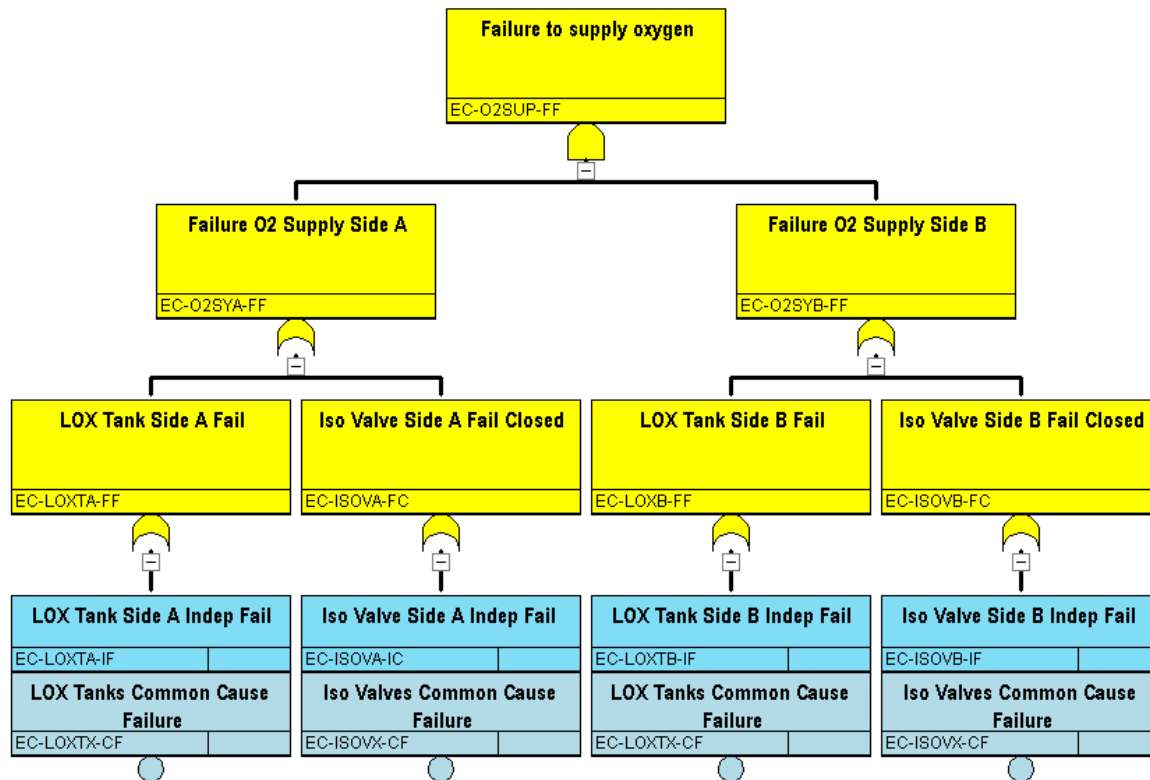 Failure to supply oxygen
EC-O2SUP-FF
Failure O2 Supply Side A
EC-O2SYA-FF
Failure O2 Supply Side B
EC-O2SYB-FF
LOX Tank Side A Fail
EC-LOXTA-FF
Iso Valve Side A Fail Closed
EC-ISOVA-FC
LOX Tank Side B Fail
EC-LOXB-FF
Iso Valve Side B Fail Closed
EC-ISOVB-FC
LOX Tank Side A Indep Fail
EC-LOXTA-IF
LOX Tanks Common Cause
Failure
EC-LOXTX-CF
Iso Valve Side A Indep Fail
EC-ISOVA-IC
Iso Valves Common Cause
Failure
EC-ISOVX-CF
LOX Tank Side B Indep Fail
EC-LOXTB-IF
LOX Tanks Common Cause
Failure
EC-LOXTX-CF
Iso Valve Side B Indep Fail
EC-ISOVB-IF
Iso Valves Common Cause
Failure
EC-ISOVX-CF